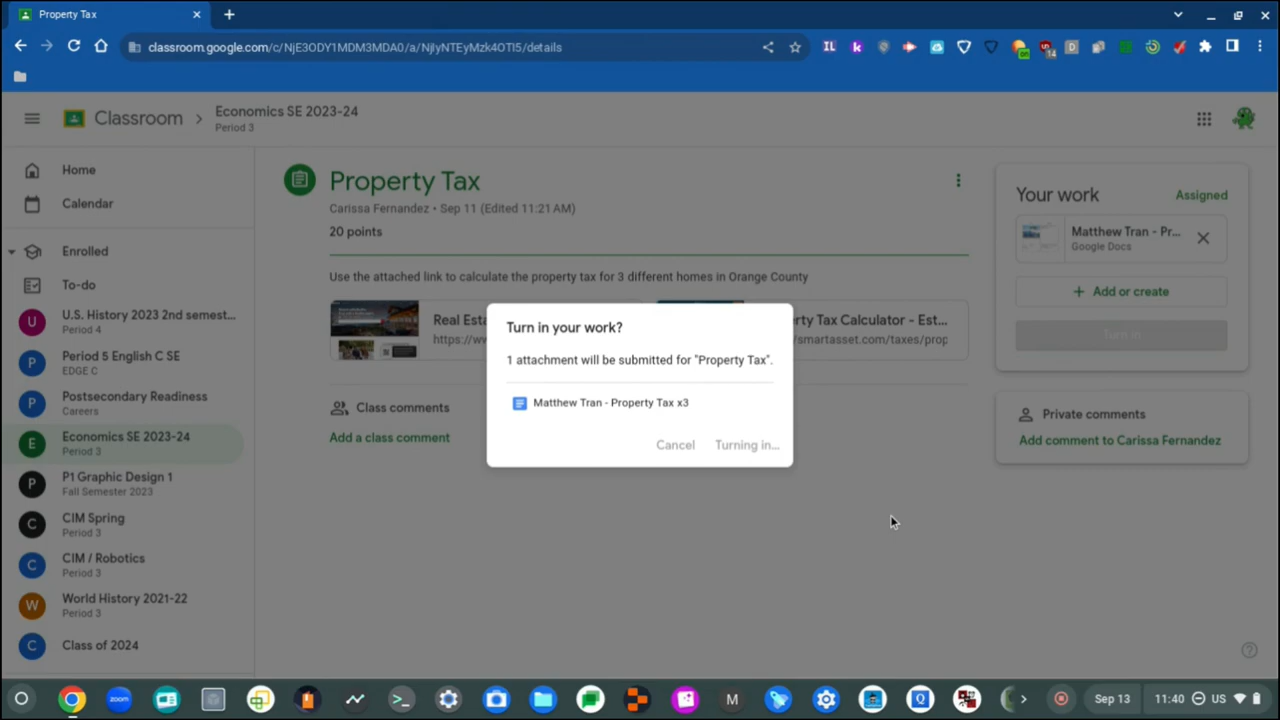 Property Tax
classroom.google.com/c/NjE3ODY1MDM3MDA0/a/NjIyNTEyMzk4OTI5/details
Classroom
Economics SE 2023-24
Period 3
Home
Calendar
Enrolled
To-do
U
U.S. History 2023 2nd semest...
Period 4
P
Period 5 English C SE
EDGE C
P
Postsecondary Readiness
Careers
E
Economics SE 2023-24
Period 3
P
P1 Graphic Design 1
Fall Semester 2023
C
CIM Spring
Period 3
C
CIM / Robotics
Period 3
W
World History 2021-22
Period 3
C
Class of 2024
Property Tax
Carissa Fernandez • Sep 11 (Edited 11:21 AM)
20 points
Use the attached link to calculate the property tax for 3 different homes in Orange County
Real Esta
https://ww
rty Tax Calculator - Est...
/smartasset.com/taxes/prop
Class comments
Add a class comment
Turn in your work?
1 attachment will be submitted for "Property Tax".
Matthew Tran - Property Tax x3
Cancel
Turning in...
Your work
Assigned
Matthew Tran - Pr...
Google Docs
+ Add or create
Turn in
Private comments
Add comment to Carissa Fernandez
zoom
M
Q
Sep 13
11:40
US